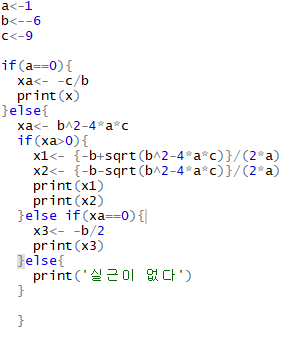 a<-1
b<--6
c<-9
if(a==0){
xa<- -c/b
print(x)
}else{
xa<- b^2-4*a*c
if(xa>0){
x1<- {-b+sqrt(b^2-4*a*c)}/(2*a)
x2<- {-b-sqrt(b^2-4*a*c)}/(2*a)
print(x1)
print(x2)
}else if(xa==0){
x3<- -b/2
print(x3)
}else{
print('실근이 없다')
}
}